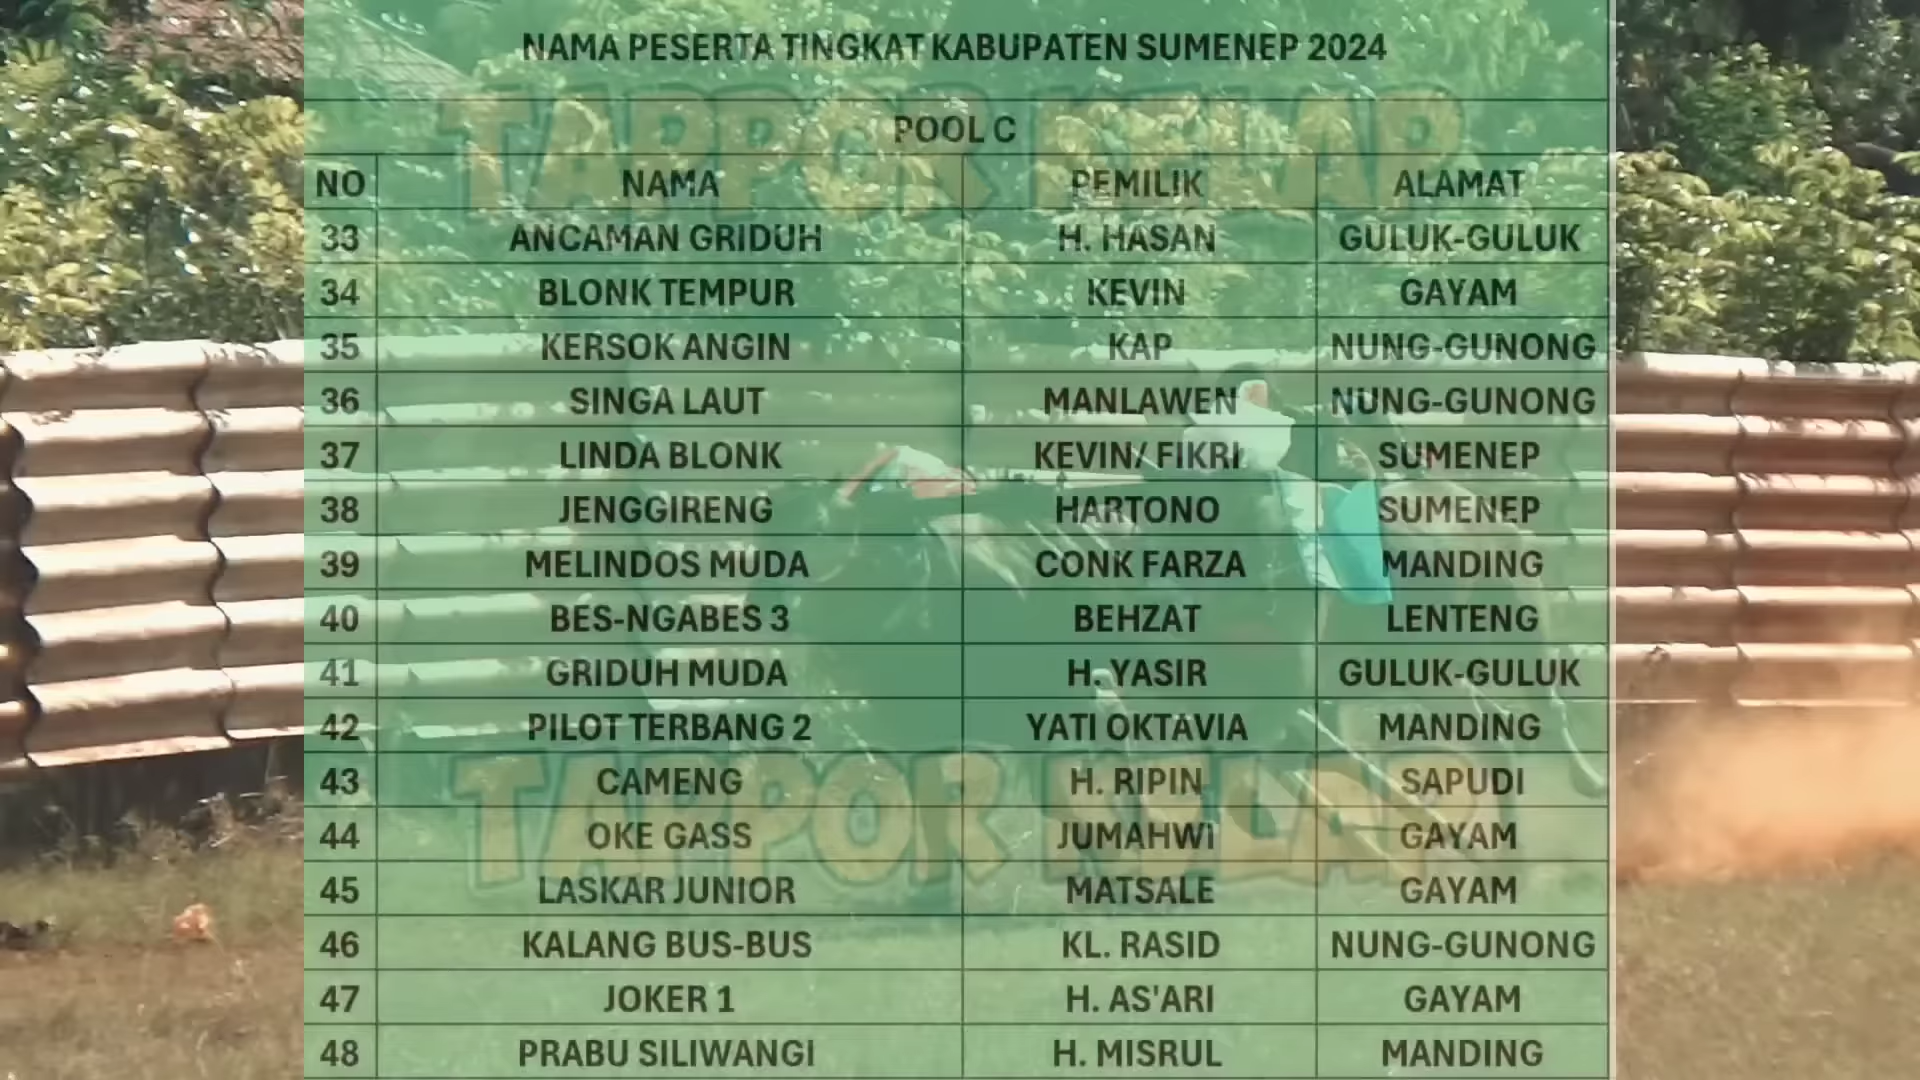 NAMA PESERTA TINGKAT KABUPATEN SUMENEP 2024
TAPPOR KELAP
POOL C
NO NAMA PEMILIK ALAMAT
33 ANCAMAN GRIDUH H. HASAN GULUK-GULUK
34 BLONK TEMPUR KEVIN GAYAM
35 KERSOK ANGIN KAP NUNG-GUNONG
36 SINGA LAUT MANLAWEN NUNG-GUNONG
37 LINDA BLONK KEVIN/ FIKRI SUMENEP
38 JENGGIRENG HARTONO SUMENEP
39 MELINDOS MUDA CONK FARZA MANDING
40 BES-NGABES 3 BEHZAT LENTENG
41 GRIDUH MUDA H. YASIR GULUK-GULUK
42 PILOT TERBANG 2 YATI OKTAVIA MANDING
43 CAMENG H. RIPIN SAPUDI
TAPPOR KELAP
44 OKE GASS JUMAHWI GAYAM
45 LASKAR JUNIOR MATSALE GAYAM
46 KALANG BUS-BUS KL. RASID NUNG-GUNONG
47 JOKER 1 H. AS'ARI GAYAM
48 PRABU SILIWANGI H. MISRUL MANDING